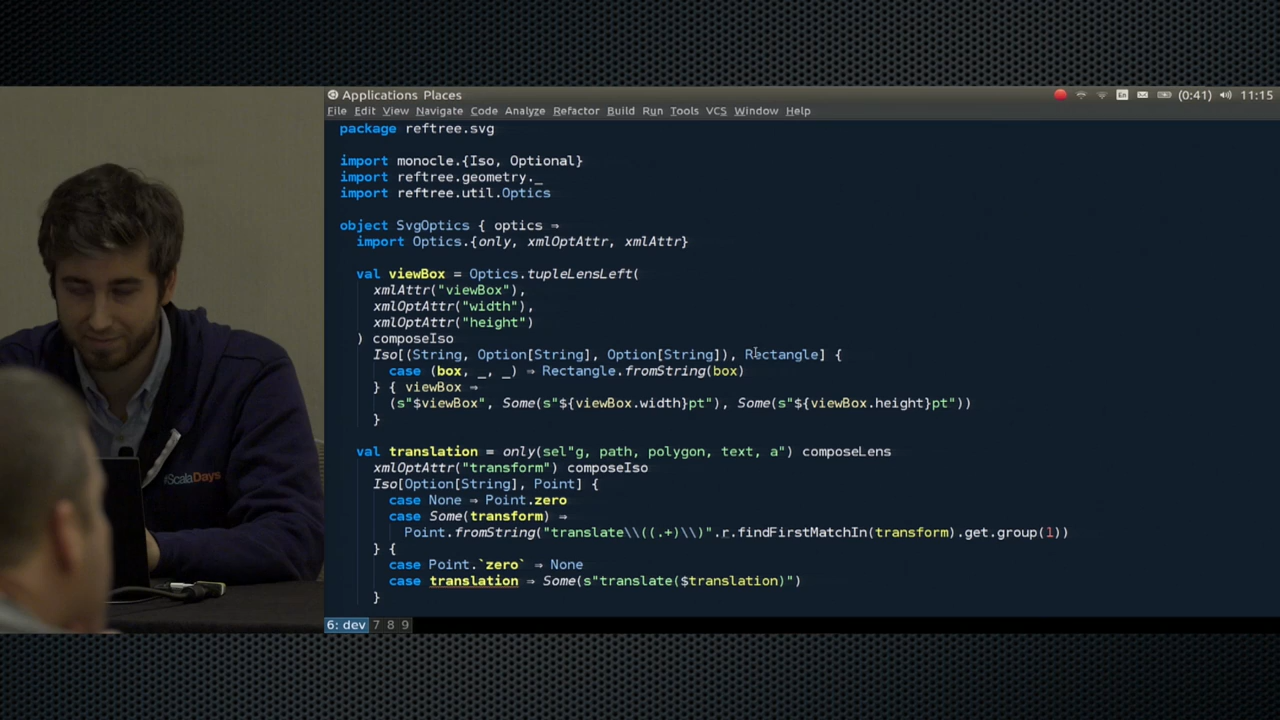 Applications Places
En
(0:41)
11:15
File Edit View Navigate Code Analyze Refactor Build Run Tools VCS Window Help
package reftree.svg
import monocle.{Iso, Optional}
import reftree.geometry._
import reftree.util.Optics
object SvgOptics { optics ⇒
import Optics.{only, xmlOptAttr, xmlAttr}
val viewBox = Optics.tupleLensLeft(
xmlAttr("viewBox"),
xmlOptAttr("width"),
xmlOptAttr("height")
) composeIso
Iso[(String, Option[String], Option[String]), Rectangle] {
case (box, _, _) ⇒ Rectangle.fromString(box)
} { viewBox ⇒
(s"$viewBox", Some(s"${viewBox.width}pt"), Some(s"${viewBox.height}pt"))
}
val translation = only(sel"g, path, polygon, text, a") composeLens
xmlOptAttr("transform") composeIso
Iso[Option[String], Point] {
case None ⇒ Point.zero
case Some(transform) ⇒
Point.fromString("translate\\((.+)\\)".r.findFirstMatchIn(transform).get.group(1))
} {
case Point.`zero` ⇒ None
case translation ⇒ Some(s"translate($translation)")
}
6: dev 7 8 9
#ScalaDays